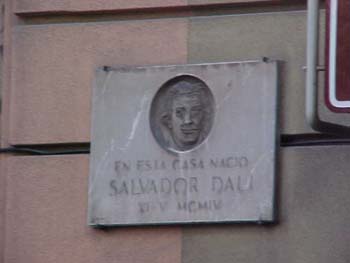 EN ESTA CASA NACIO
SALVADOR DALI
XI-V MCMIV